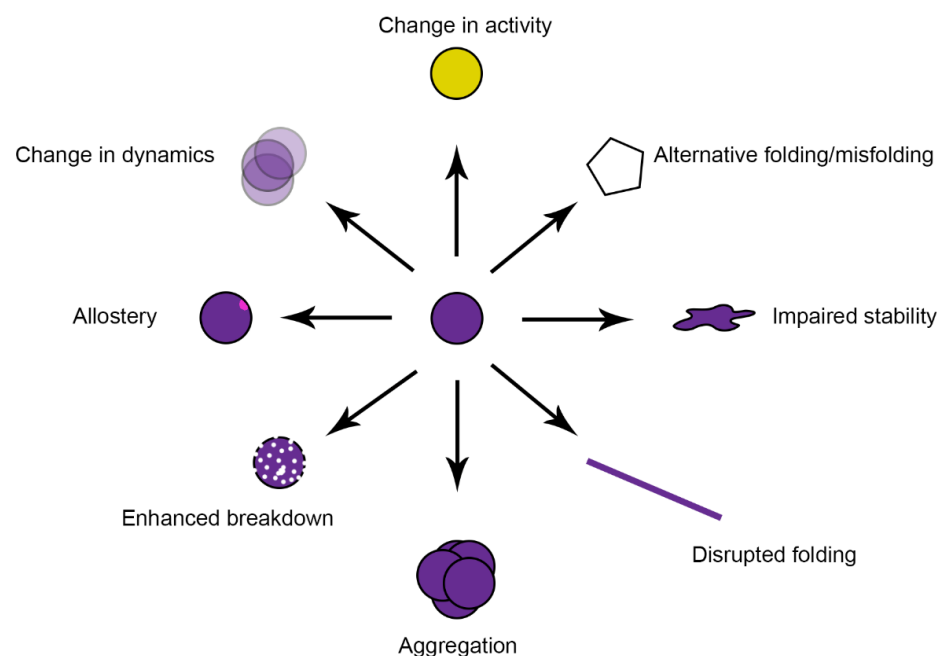 Change in activity
Change in dynamics
Alternative folding/misfolding
Allostery
Impaired stability
Enhanced breakdown
Disrupted folding
Aggregation